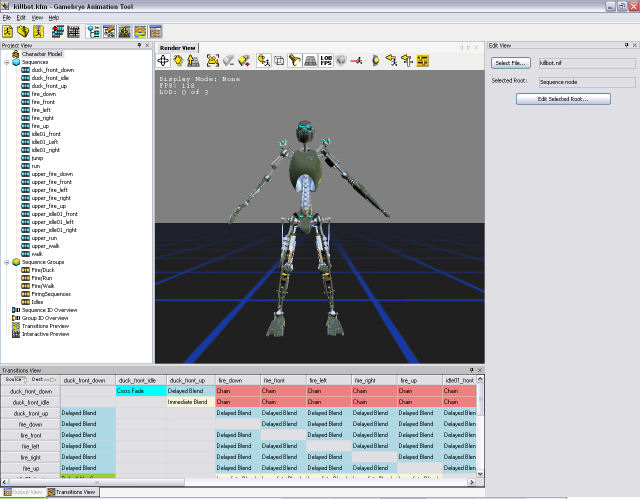 killbot.kfm - Gamebryo Animation Tool
File Edit View Help
Project View
Render View
Edit View
Character Model
Sequences
duck_front_down
duck_front_idle
duck_front_up
fire_down
fire_front
fire_left
fire_right
fire_up
idle01_front
idle01_left
idle01_right
jump
run
upper_fire_down
upper_fire_front
upper_fire_left
upper_fire_right
upper_fire_up
upper_idle01_front
upper_idle01_left
upper_idle01_right
upper_run
upper_walk
walk
Sequence Groups
Fire/Duck
Fire/Run
Fire/Walk
FiringSequences
Idles
Sequence ID Overview
Group ID Overview
Transitions Preview
Interactive Preview
LOD FPS
Display Mode: None
FPS: 118
LOD: 0 of 3
Select File... killbot.nif
Selected Root: Sequence node
Edit Selected Root...
Transitions View
Source Dest duck_front_down duck_front_idle duck_front_up fire_down fire_front fire_left fire_right fire_up idle01_front
duck_front_down Cross Fade Delayed Blend Chain Chain Chain Chain Chain Chain
duck_front_idle Immediate Blend Chain Chain Chain Chain Chain Chain
duck_front_up Delayed Blend Delayed Blend Delayed Blend Delayed Blend Delayed Blend Delayed Blend Delayed Blen
fire_down Delayed Blend Delayed Blend Delayed Blend Delayed Blend Delayed Blen
fire_front Delayed Blend Delayed Blend Delayed Blend Delayed Blend Delayed Blend Delayed Blen
fire_left Delayed Blend Delayed Blend Delayed Blend Delayed Blend Delayed Blend Delayed Blen
fire_right Delayed Blend Delayed Blend Delayed Blend Delayed Blend Delayed Blend Delayed Blen
fire_up Delayed Blend Delayed Blend Delayed Blend Delayed Blend Delayed Blend Delayed Blen
Output View Transitions View